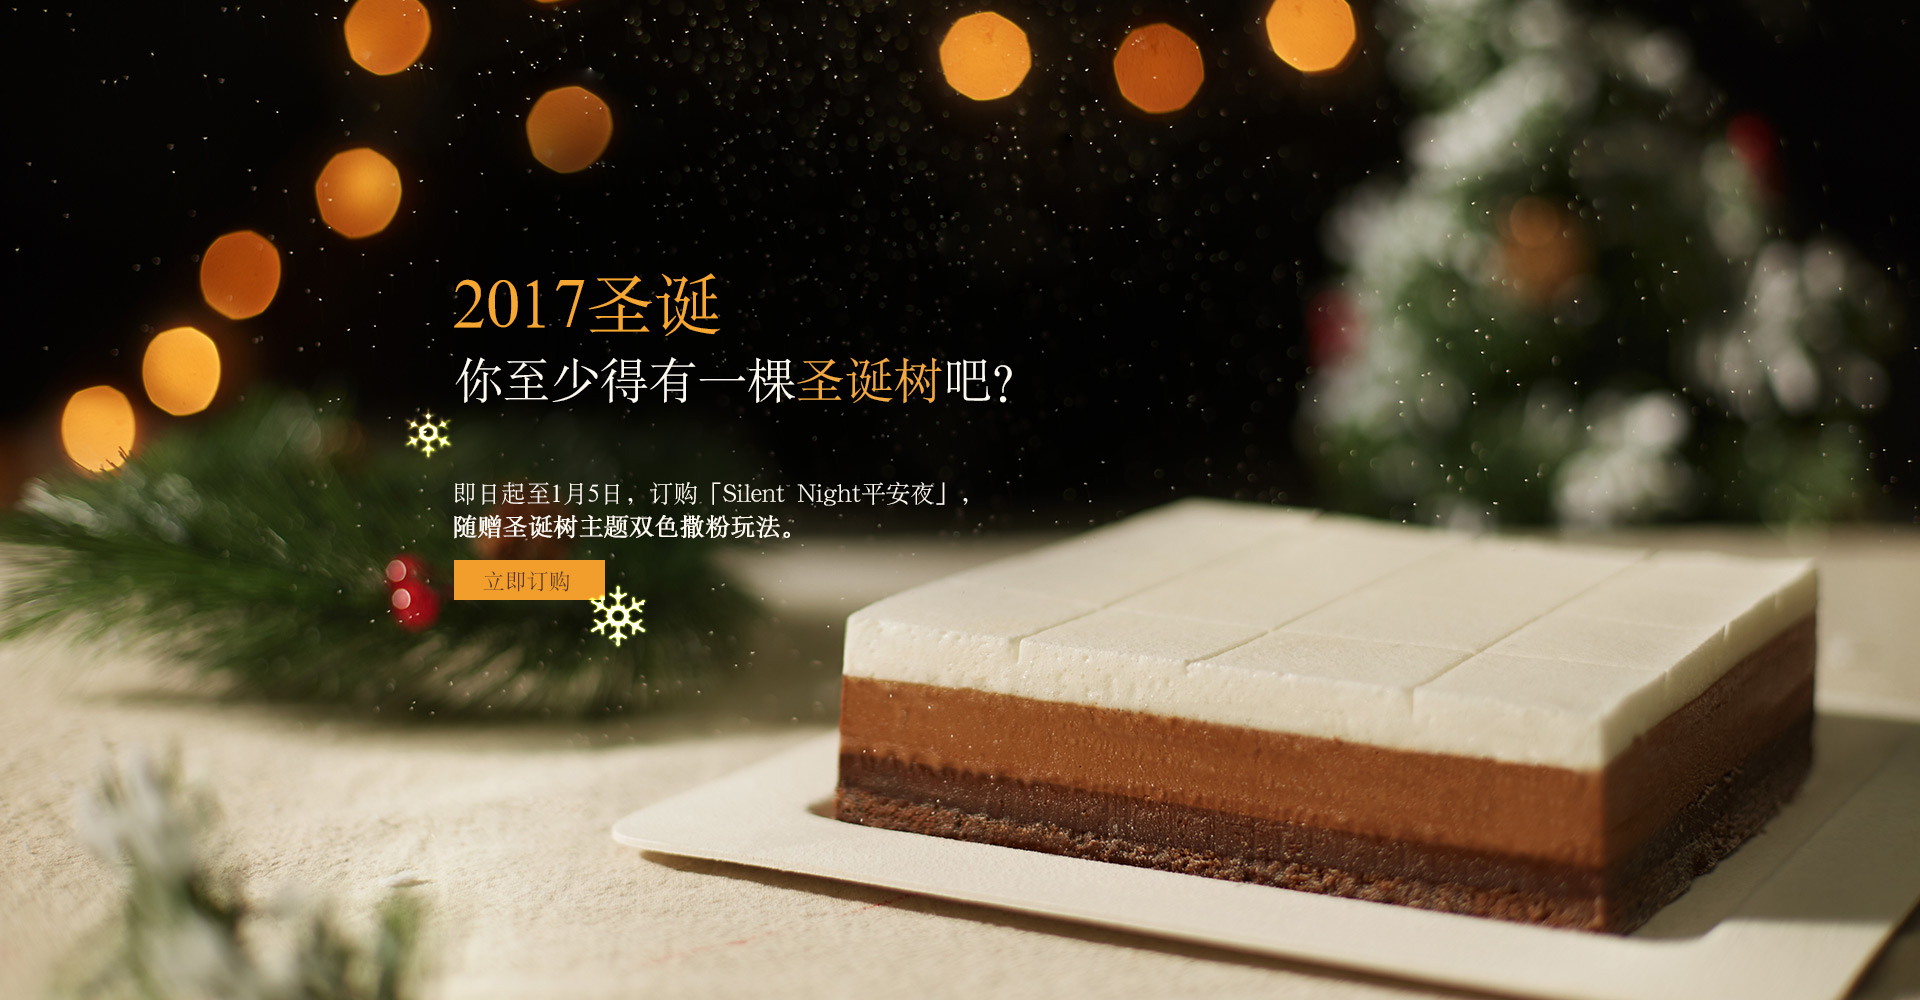 2017圣诞
你至少得有一棵圣诞树吧?
即日起至1月5日，订购「Silent Night平安夜」，
随赠圣诞树主题双色撒粉玩法。
立即订购